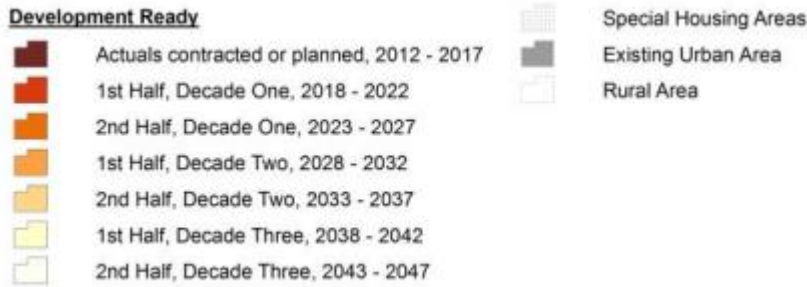 Development Ready
Actuals contracted or planned, 2012 - 2017
1st Half, Decade One, 2018 - 2022
2nd Half, Decade One, 2023 - 2027
1st Half, Decade Two, 2028 - 2032
2nd Half, Decade Two, 2033 - 2037
1st Half, Decade Three, 2038 - 2042
2nd Half, Decade Three, 2043 - 2047
Special Housing Areas
Existing Urban Area
Rural Area